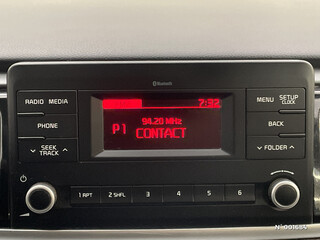 Bluetooth
7:32
94.20 MHz
P1 CONTACT
RADIO MEDIA
PHONE
SEEK
TRACK
MENU SETUP
CLOCK
BACK
FOLDER
1 RPT 2 SHFL 3 4 5 6